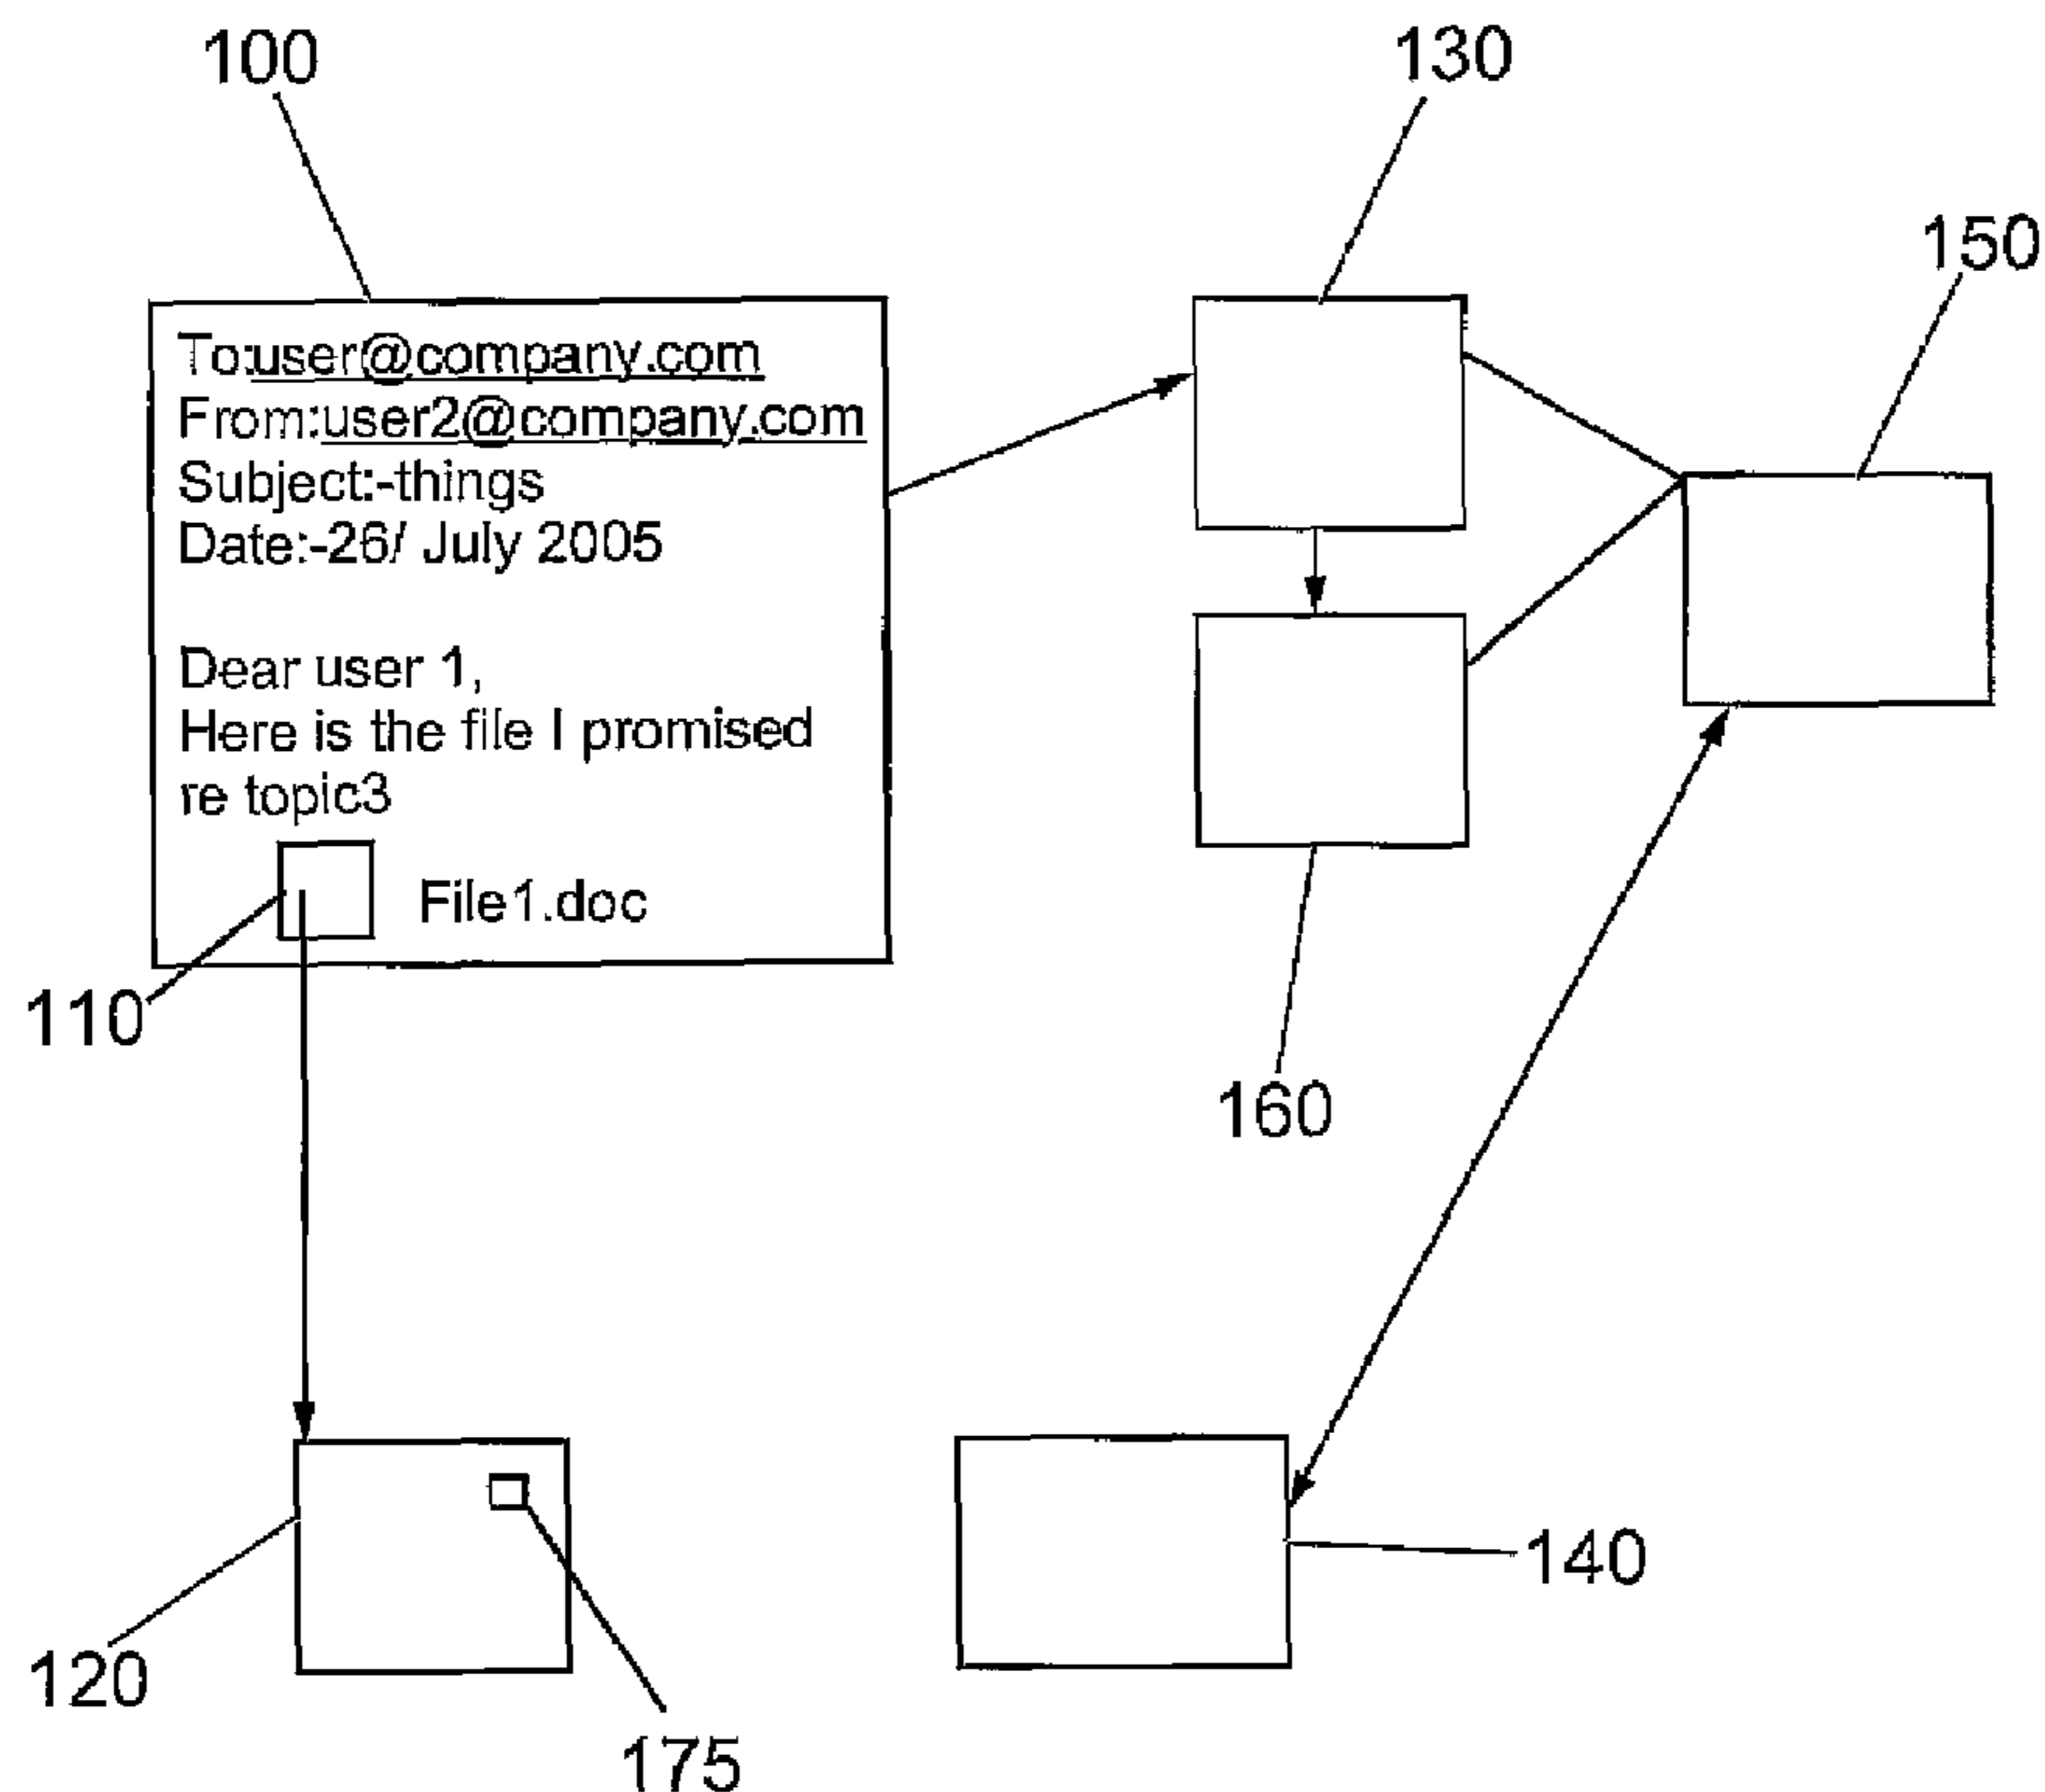 100
130
150
To:user@company.com
From:user2@company.com
Subject:-things
Date:-26/ July 2005
Dear user 1,
Here is the file I promised
re topic3
File1.doc
110
160
140
120
175